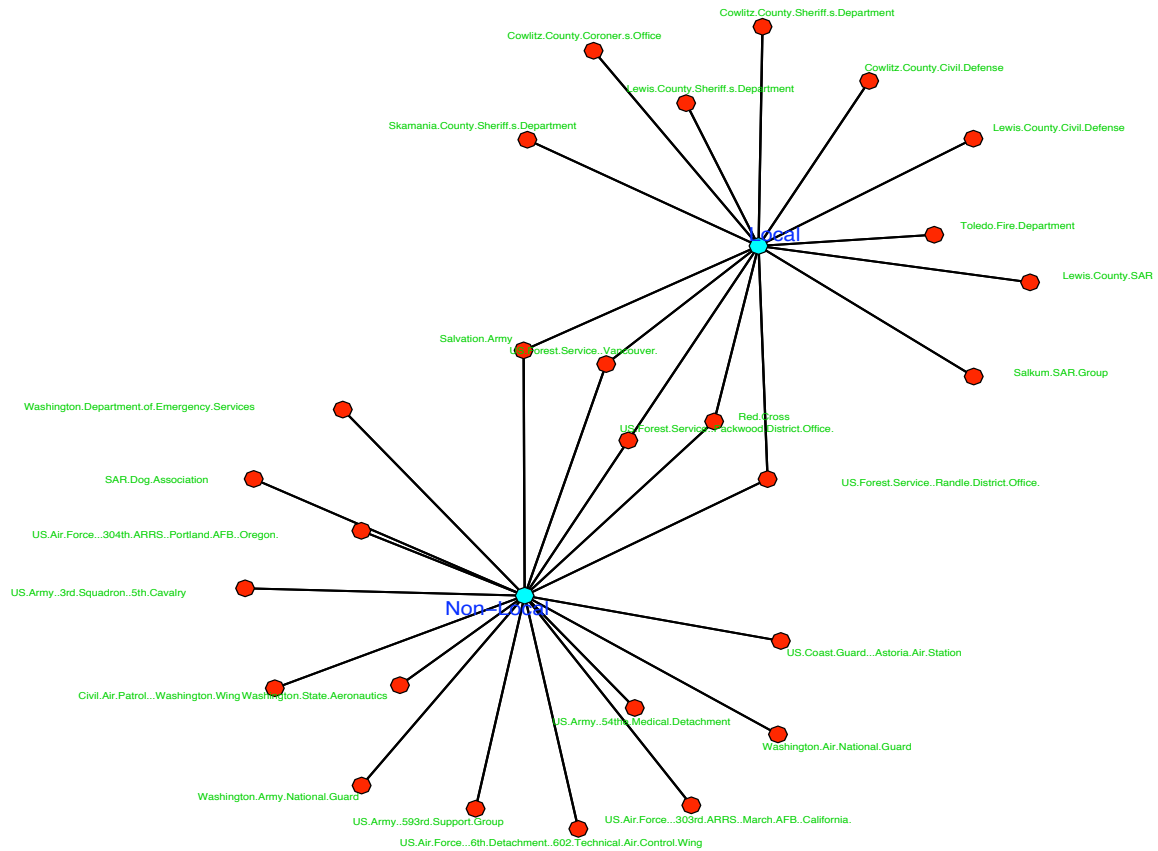 Cowlitz.County.Sheriff.s.Department
Cowlitz.County.Coroner.s.Office
Cowlitz.County.Civil.Defense
Lewis.County.Sheriff.s.Department
Skamania.County.Sheriff.s.Department
Lewis.County.Civil.Defense
Toledo.Fire.Department
Local
Lewis.County.SAR
Salvation.Army
US.Forest.Service..Vancouver.
Salkum.SAR.Group
Washington.Department.of.Emergency.Services
Red.Cross
US.Forest.Service..Packwood.District.Office.
SAR.Dog.Association
US.Forest.Service..Randle.District.Office.
US.Air.Force...304th.ARRS..Portland.AFB..Oregon.
US.Army..3rd.Squadron..5th.Cavalry
Non-Local
US.Coast.Guard...Astoria.Air.Station
Civil.Air.Patrol...Washington.Wing
Washington.State.Aeronautics
US.Army..54tha.Medical.Detachment
Washington.Air.National.Guard
Washington.Army.National.Guard
US.Army..593rd.Support.Group
US.Air.Force...303rd.ARRS..March.AFB..California.
US.Air.Force...6th.Detachment..602.Technical.Air.Control.Wing